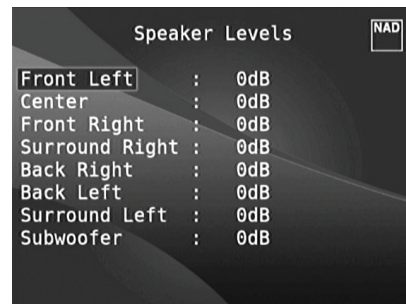 Speaker Levels
NAD
Front Left : 0dB
Center : 0dB
Front Right : 0dB
Surround Right : 0dB
Back Right : 0dB
Back Left : 0dB
Surround Left : 0dB
Subwoofer : 0dB